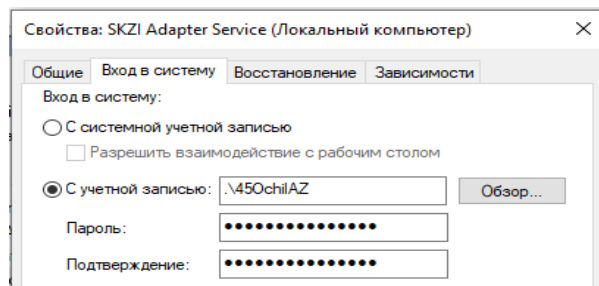 Свойства: SKZI Adapter Service (Локальный компьютер)
Общие Вход в систему Восстановление Зависимости
Вход в систему:
С системной учетной записью
Разрешить взаимодействие с рабочим столом
С учетной записью: .\45OchilAZ Обзор...
Пароль: ●●●●●●●●●●●●●●●
Подтверждение: ●●●●●●●●●●●●●●●